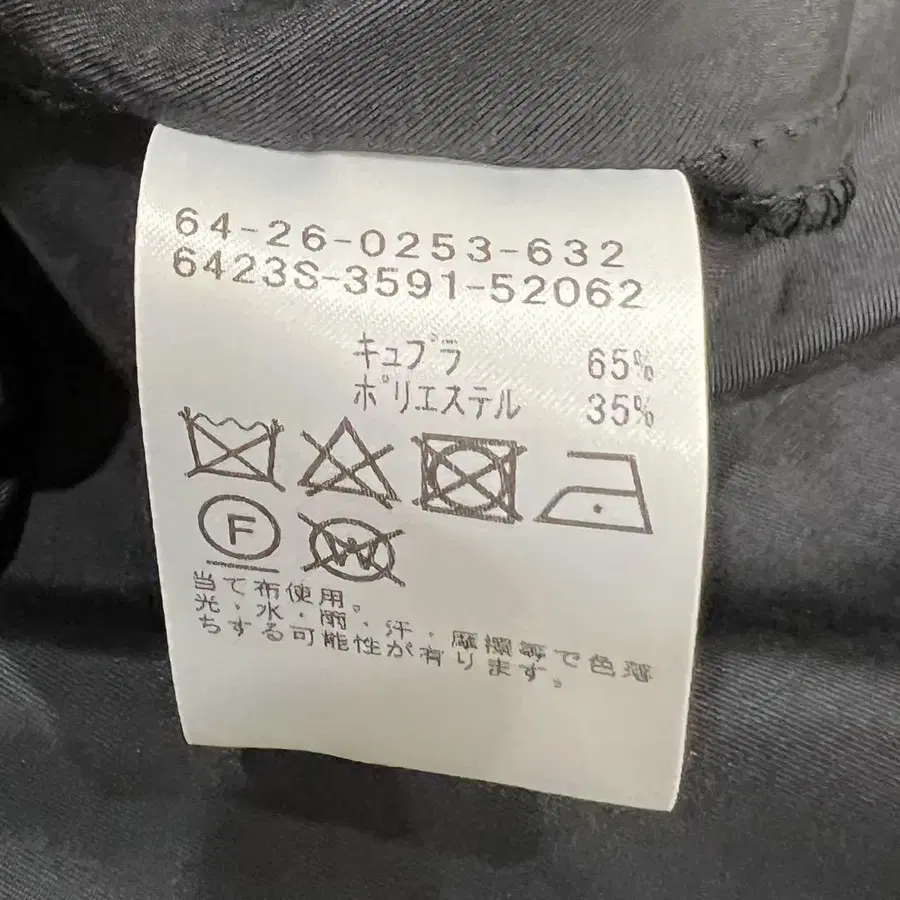 64-26-0253-632
6423S-3591-52062
キュプラ 65%
ポリエステル 35%
F
W
当て布使用。
光・水・雨・汗・摩擦等で色落
ちする可能性が有ります。